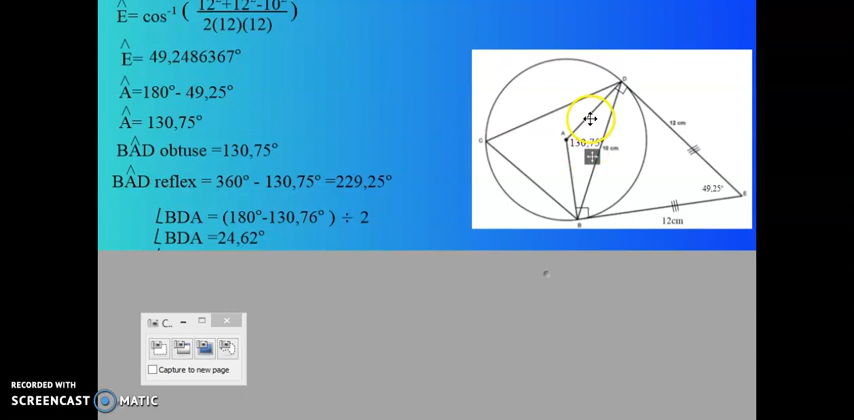 Ê= cos⁻¹ ( 12²+12²-10² / 2(12)(12) )
Ê= 49,2486367°
Â=180°- 49,25°
Â= 130,75°
BÂD obtuse =130,75°
BÂD reflex = 360° - 130,75° =229,25°
∠BDA = (180°-130,76° ) ÷ 2
∠BDA =24,62°
D
12 cm
A
130,75°
10 cm
C
49,25°
E
B
12cm
C..
Capture to new page
RECORDED WITH
SCREENCAST MATIC